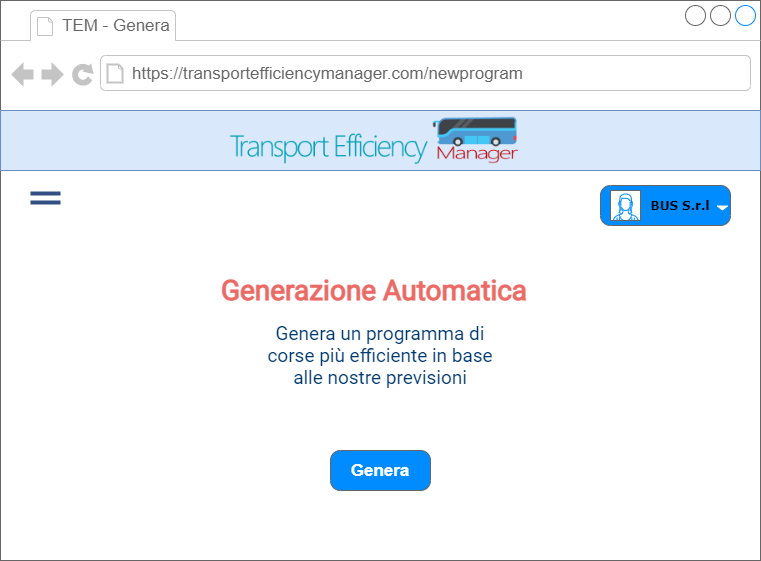 TEM - Genera
https://transportefficiencymanager.com/newprogram
Transport Efficiency Manager
BUS S.r.l
Generazione Automatica
Genera un programma di
corse più efficiente in base
alle nostre previsioni
Genera